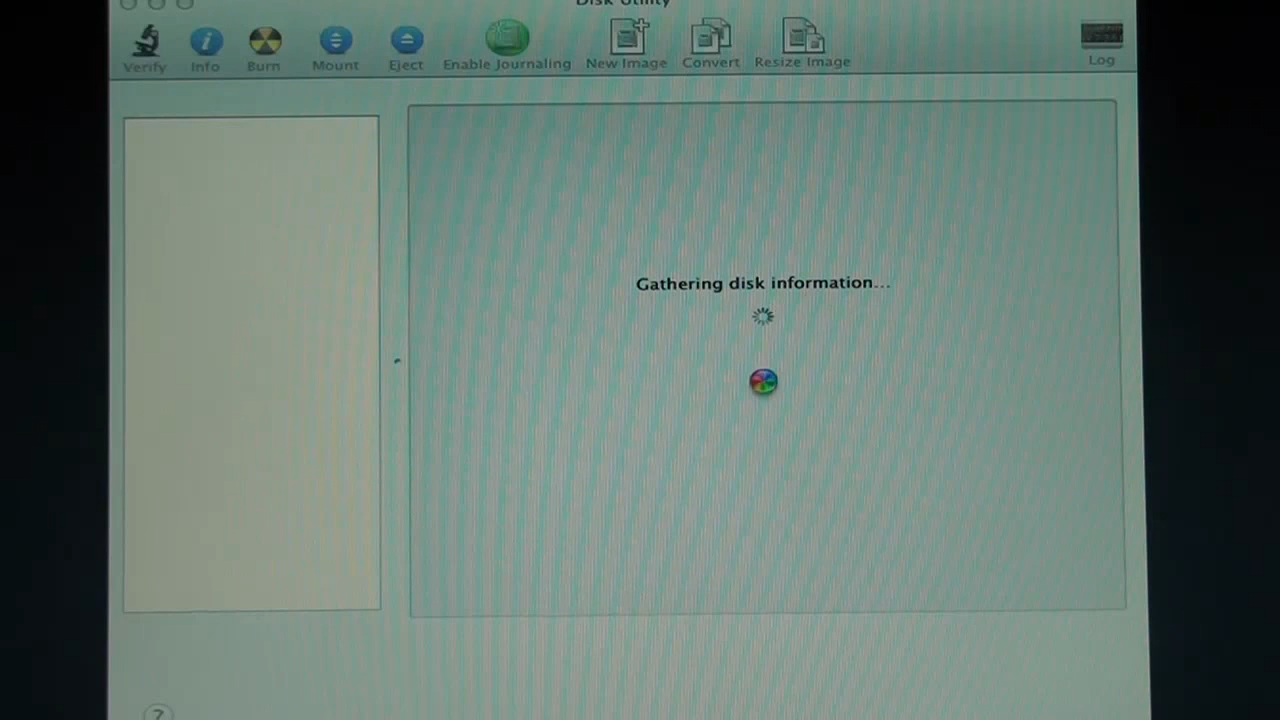 Disk Utility
Verify Info Burn Mount Eject Enable Journaling New Image Convert Resize Image Log
Gathering disk information...
?